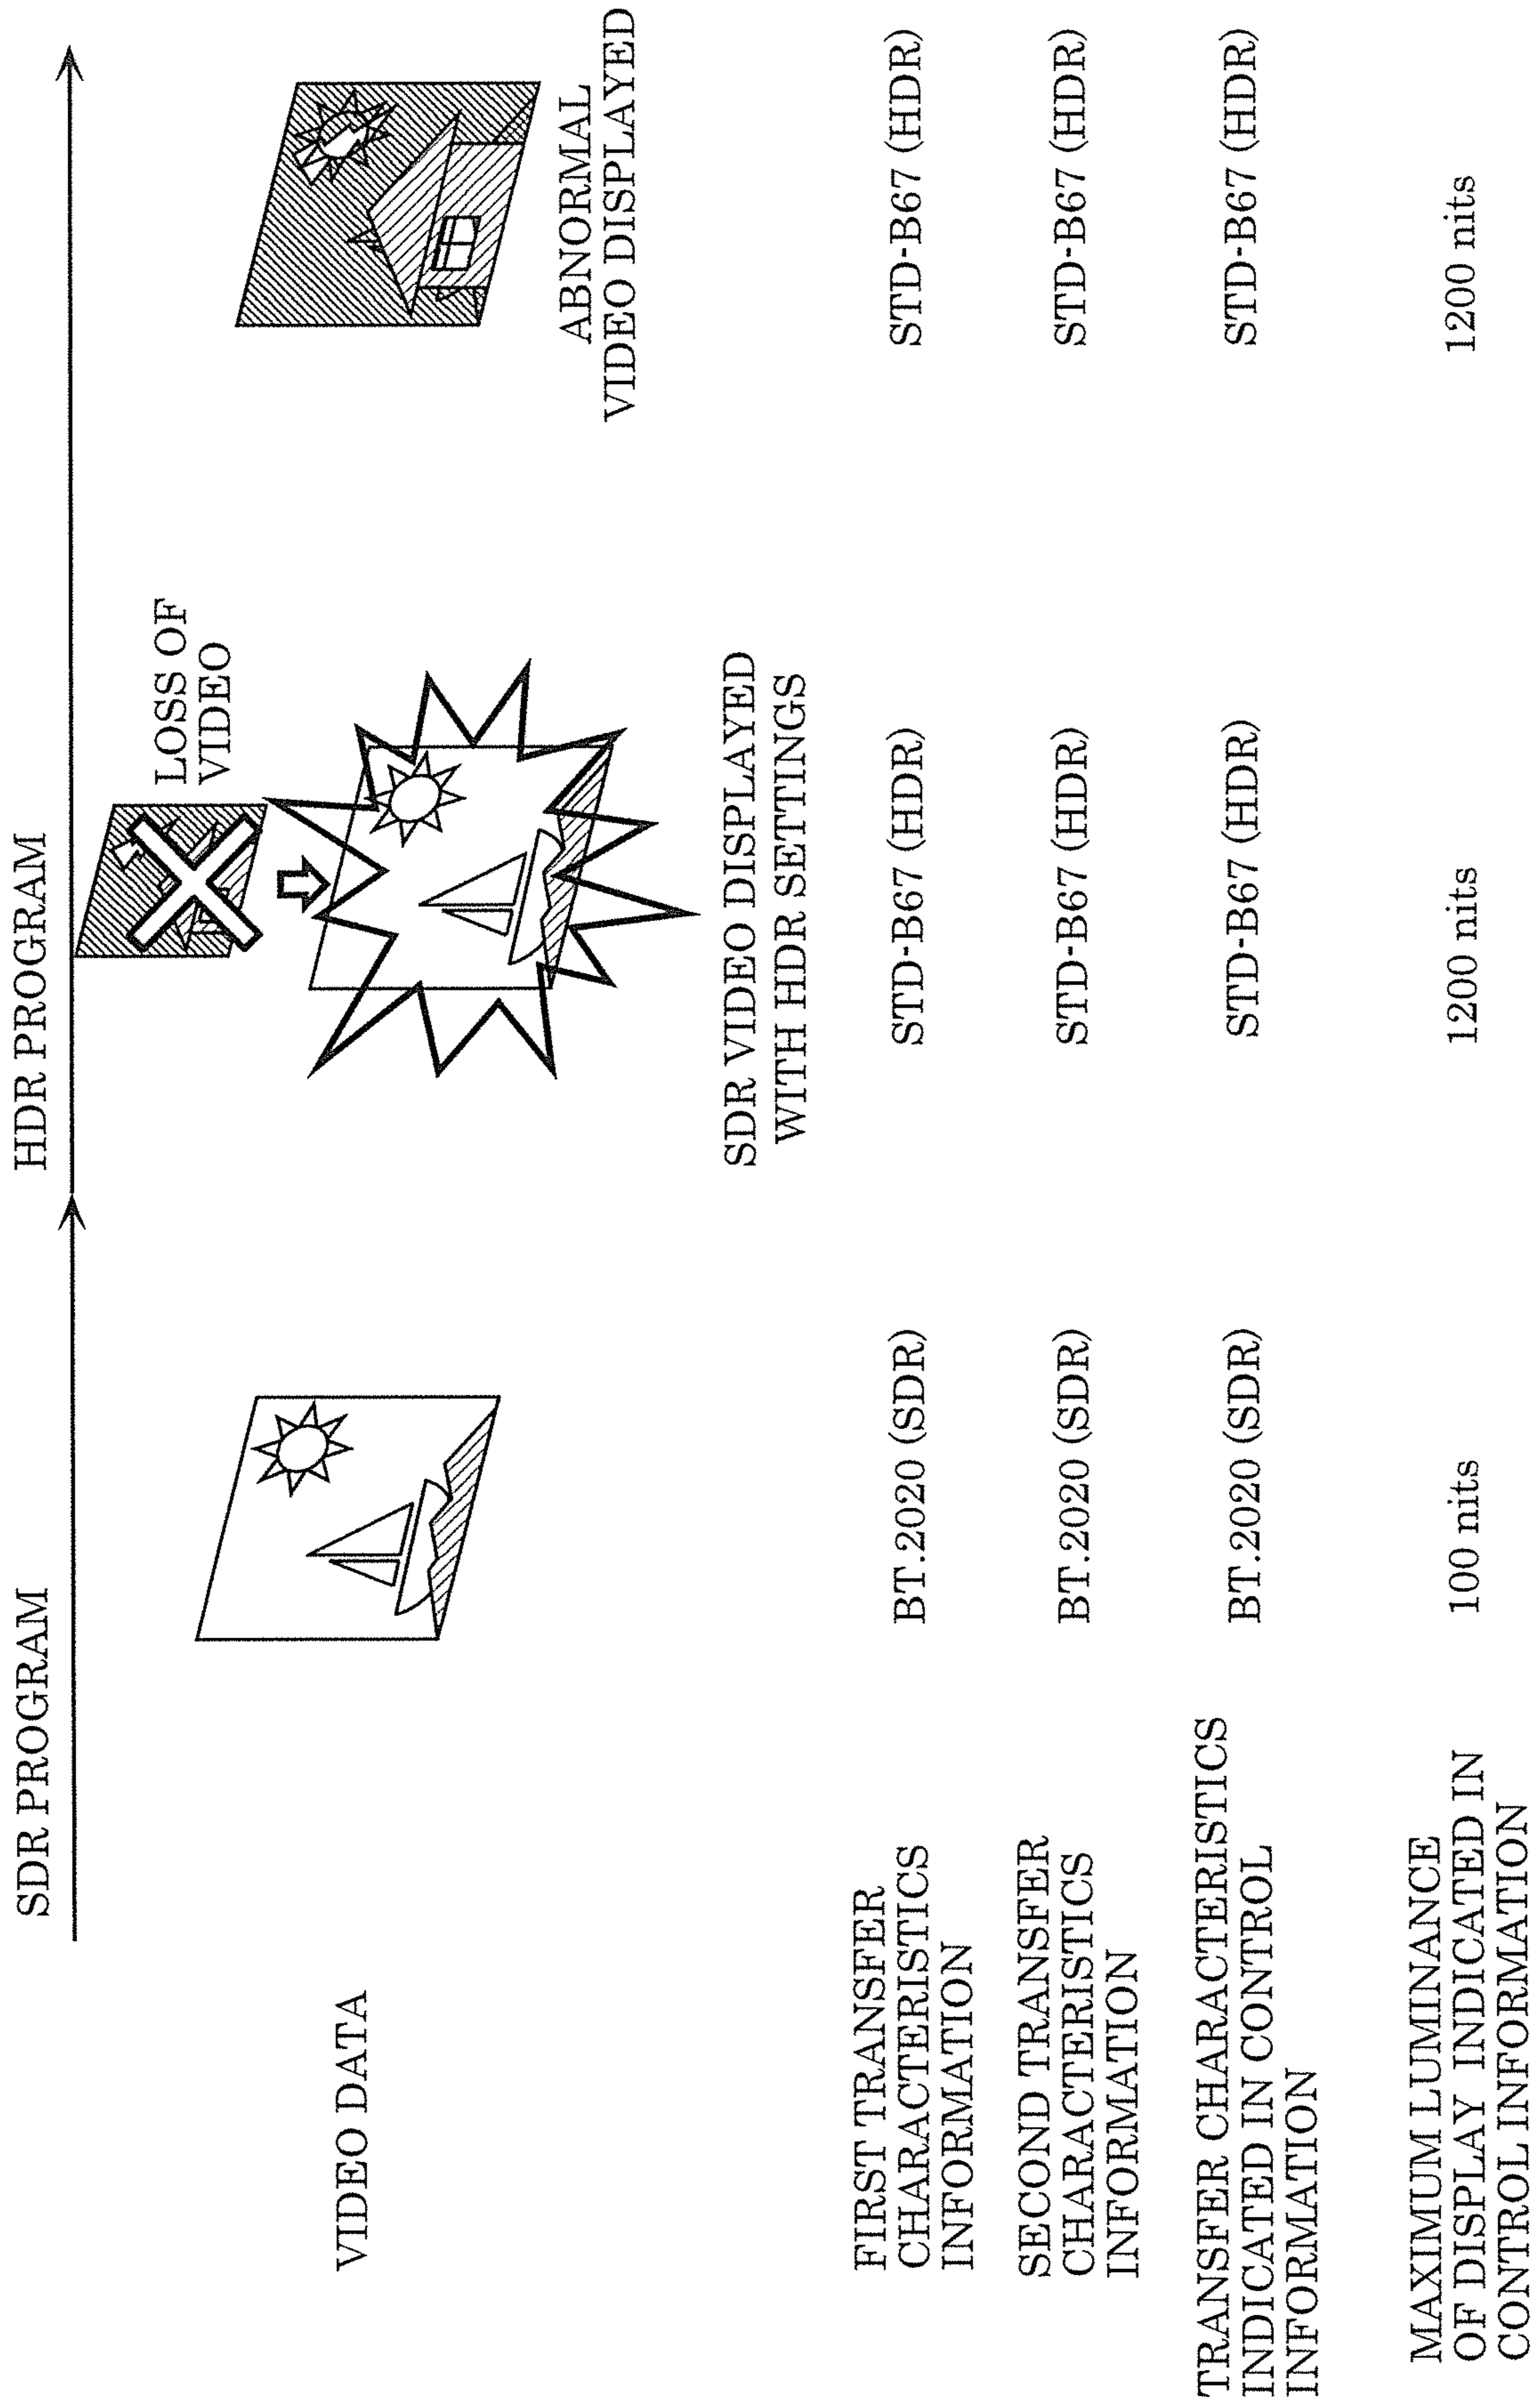 SDR PROGRAM
HDR PROGRAM
VIDEO DATA
LOSS OF
VIDEO
SDR VIDEO DISPLAYED
WITH HDR SETTINGS
ABNORMAL
VIDEO DISPLAYED
FIRST TRANSFER
CHARACTERISTICS
INFORMATION
BT.2020 (SDR)
STD-B67 (HDR)
STD-B67 (HDR)
SECOND TRANSFER
CHARACTERISTICS
INFORMATION
BT.2020 (SDR)
STD-B67 (HDR)
STD-B67 (HDR)
TRANSFER CHARACTERISTICS
INDICATED IN CONTROL
INFORMATION
BT.2020 (SDR)
STD-B67 (HDR)
STD-B67 (HDR)
MAXIMUM LUMINANCE
OF DISPLAY INDICATED IN
CONTROL INFORMATION
100 nits
1200 nits
1200 nits